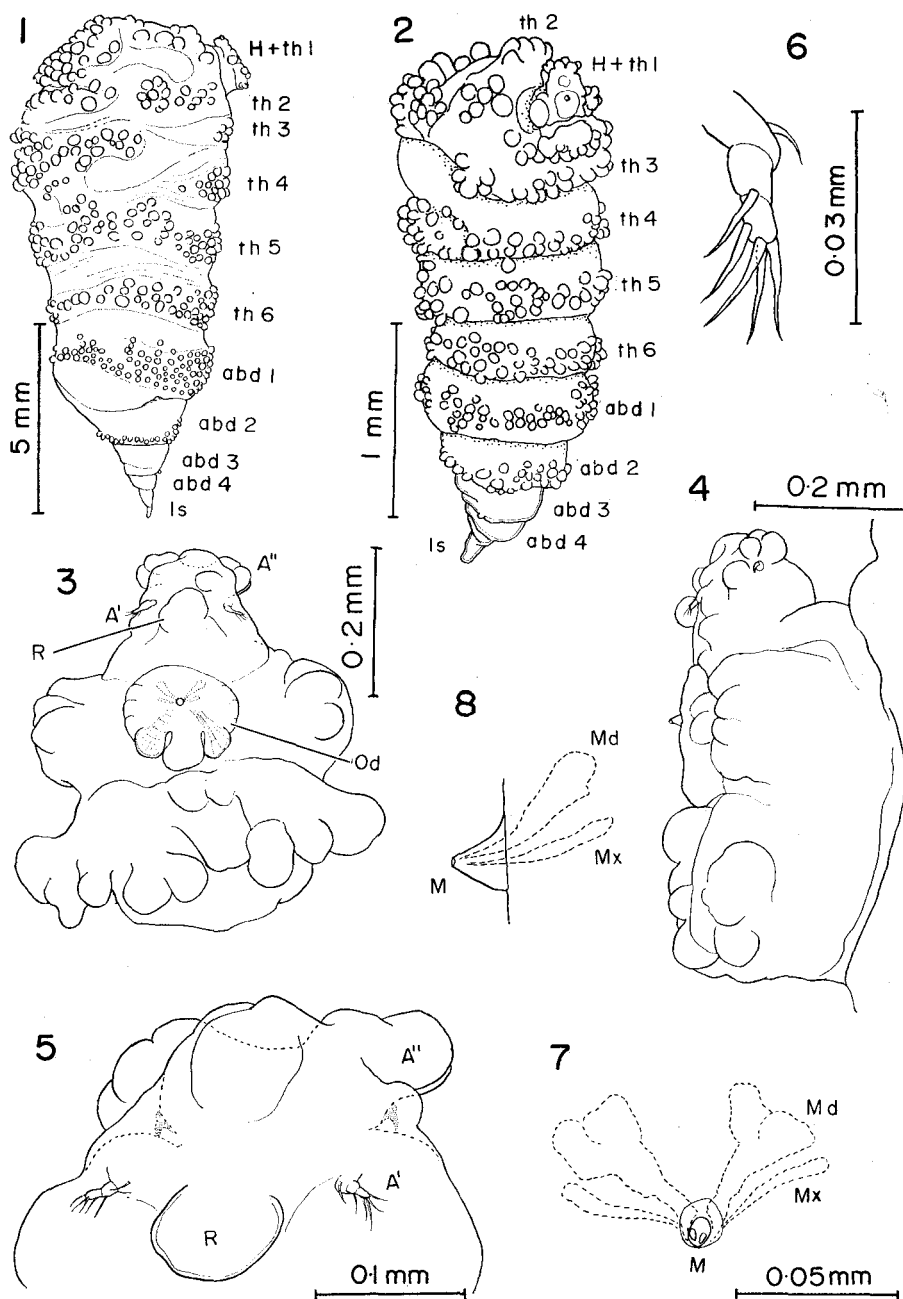 1
H+th1
th 2
th 3
th 4
th 5
th 6
abd 1
abd 2
abd 3
abd 4
ls
5 mm
2
th 2
H+th1
th 3
th 4
th 5
th 6
abd 1
abd 2
abd 3
abd 4
ls
1 mm
6
0·03 mm
3
A"
A'
R
Od
0·2 mm
4
0·2 mm
8
Md
Mx
M
5
A"
A'
R
0·1 mm
7
Md
Mx
M
0·05mm